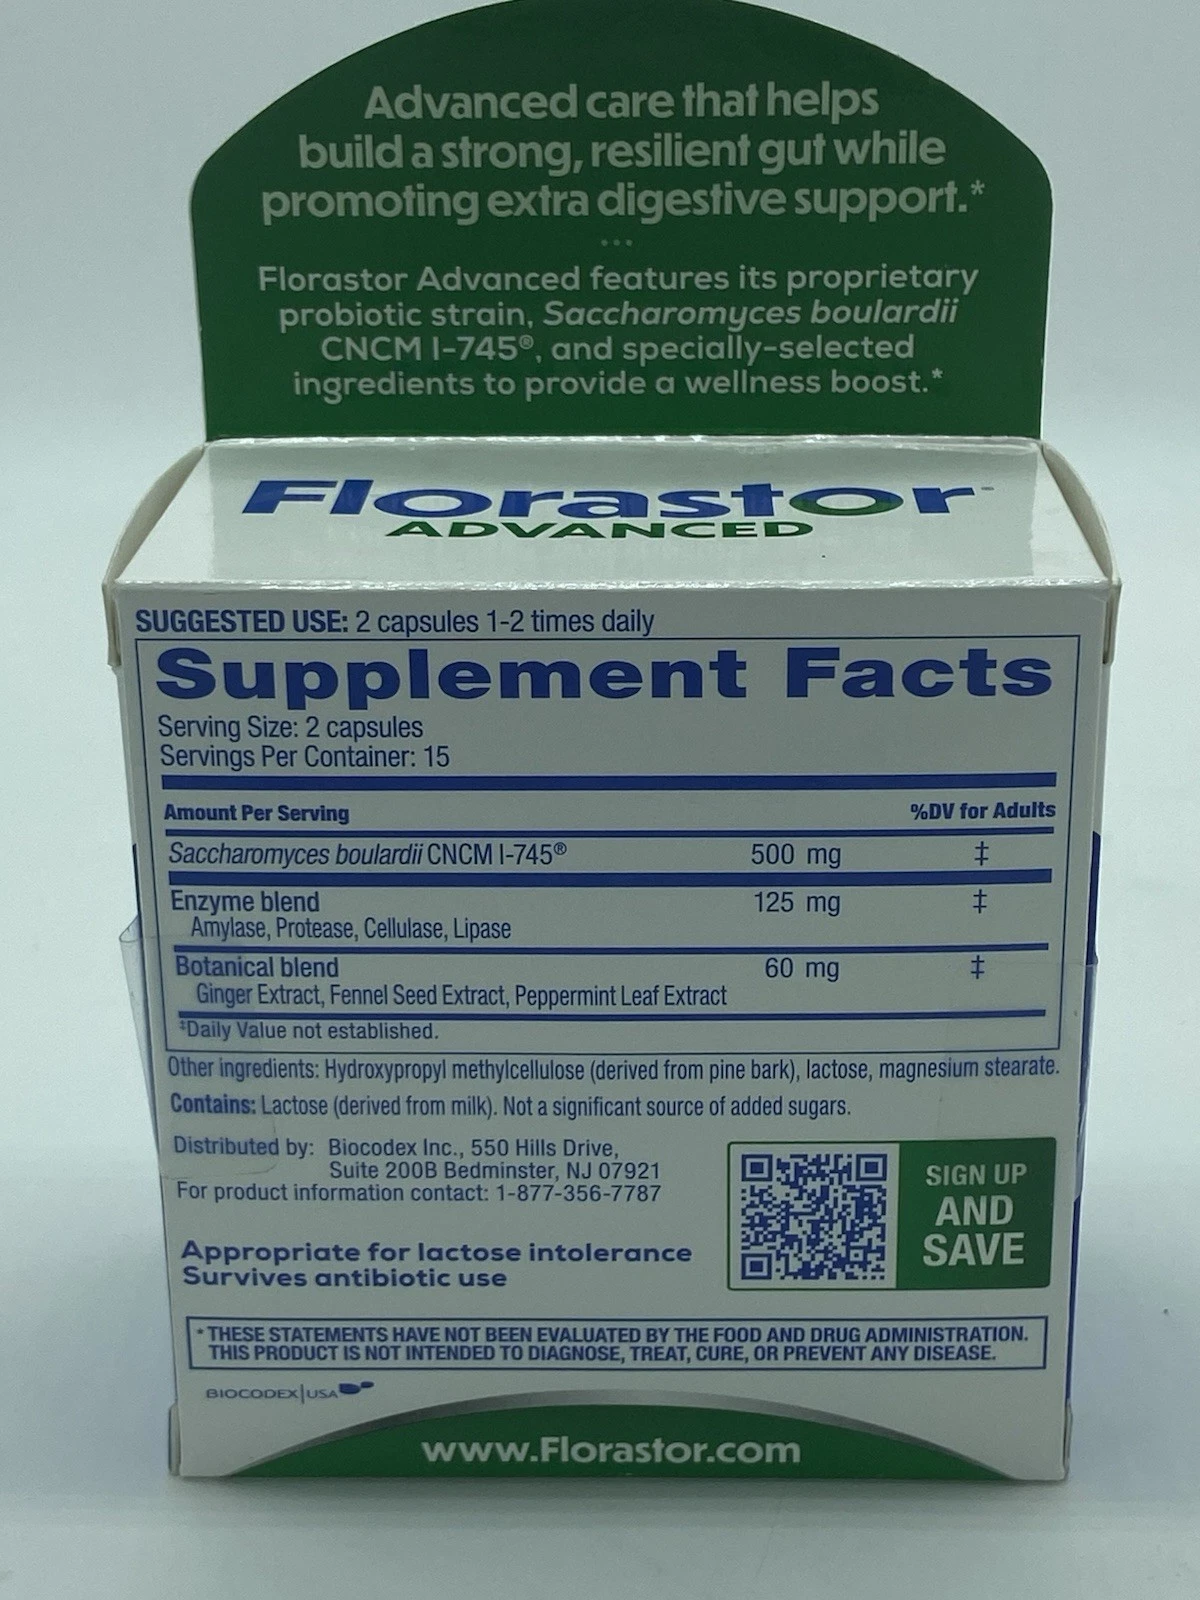 Advanced care that helps
build a strong, resilient gut while
promoting extra digestive support.*
...
Florastor Advanced features its proprietary
probiotic strain, Saccharomyces boulardii
CNCM I-745®, and specially-selected
ingredients to provide a wellness boost.*
Florastor™
ADVANCED
SUGGESTED USE: 2 capsules 1-2 times daily
Supplement Facts
Serving Size: 2 capsules
Servings Per Container: 15
Amount Per Serving %DV for Adults
Saccharomyces boulardii CNCM I-745® 500 mg ‡
Enzyme blend 125 mg ‡
Amylase, Protease, Cellulase, Lipase
Botanical blend 60 mg ‡
Ginger Extract, Fennel Seed Extract, Peppermint Leaf Extract
‡Daily Value not established.
Other ingredients: Hydroxypropyl methylcellulose (derived from pine bark), lactose, magnesium stearate.
Contains: Lactose (derived from milk). Not a significant source of added sugars.
Distributed by: Biocodex Inc., 550 Hills Drive,
Suite 200B Bedminster, NJ 07921
For product information contact: 1-877-356-7787
SIGN UP
AND
SAVE
Appropriate for lactose intolerance
Survives antibiotic use
* THESE STATEMENTS HAVE NOT BEEN EVALUATED BY THE FOOD AND DRUG ADMINISTRATION.
THIS PRODUCT IS NOT INTENDED TO DIAGNOSE, TREAT, CURE, OR PREVENT ANY DISEASE.
BIOCODEX|USA
www.Florastor.com